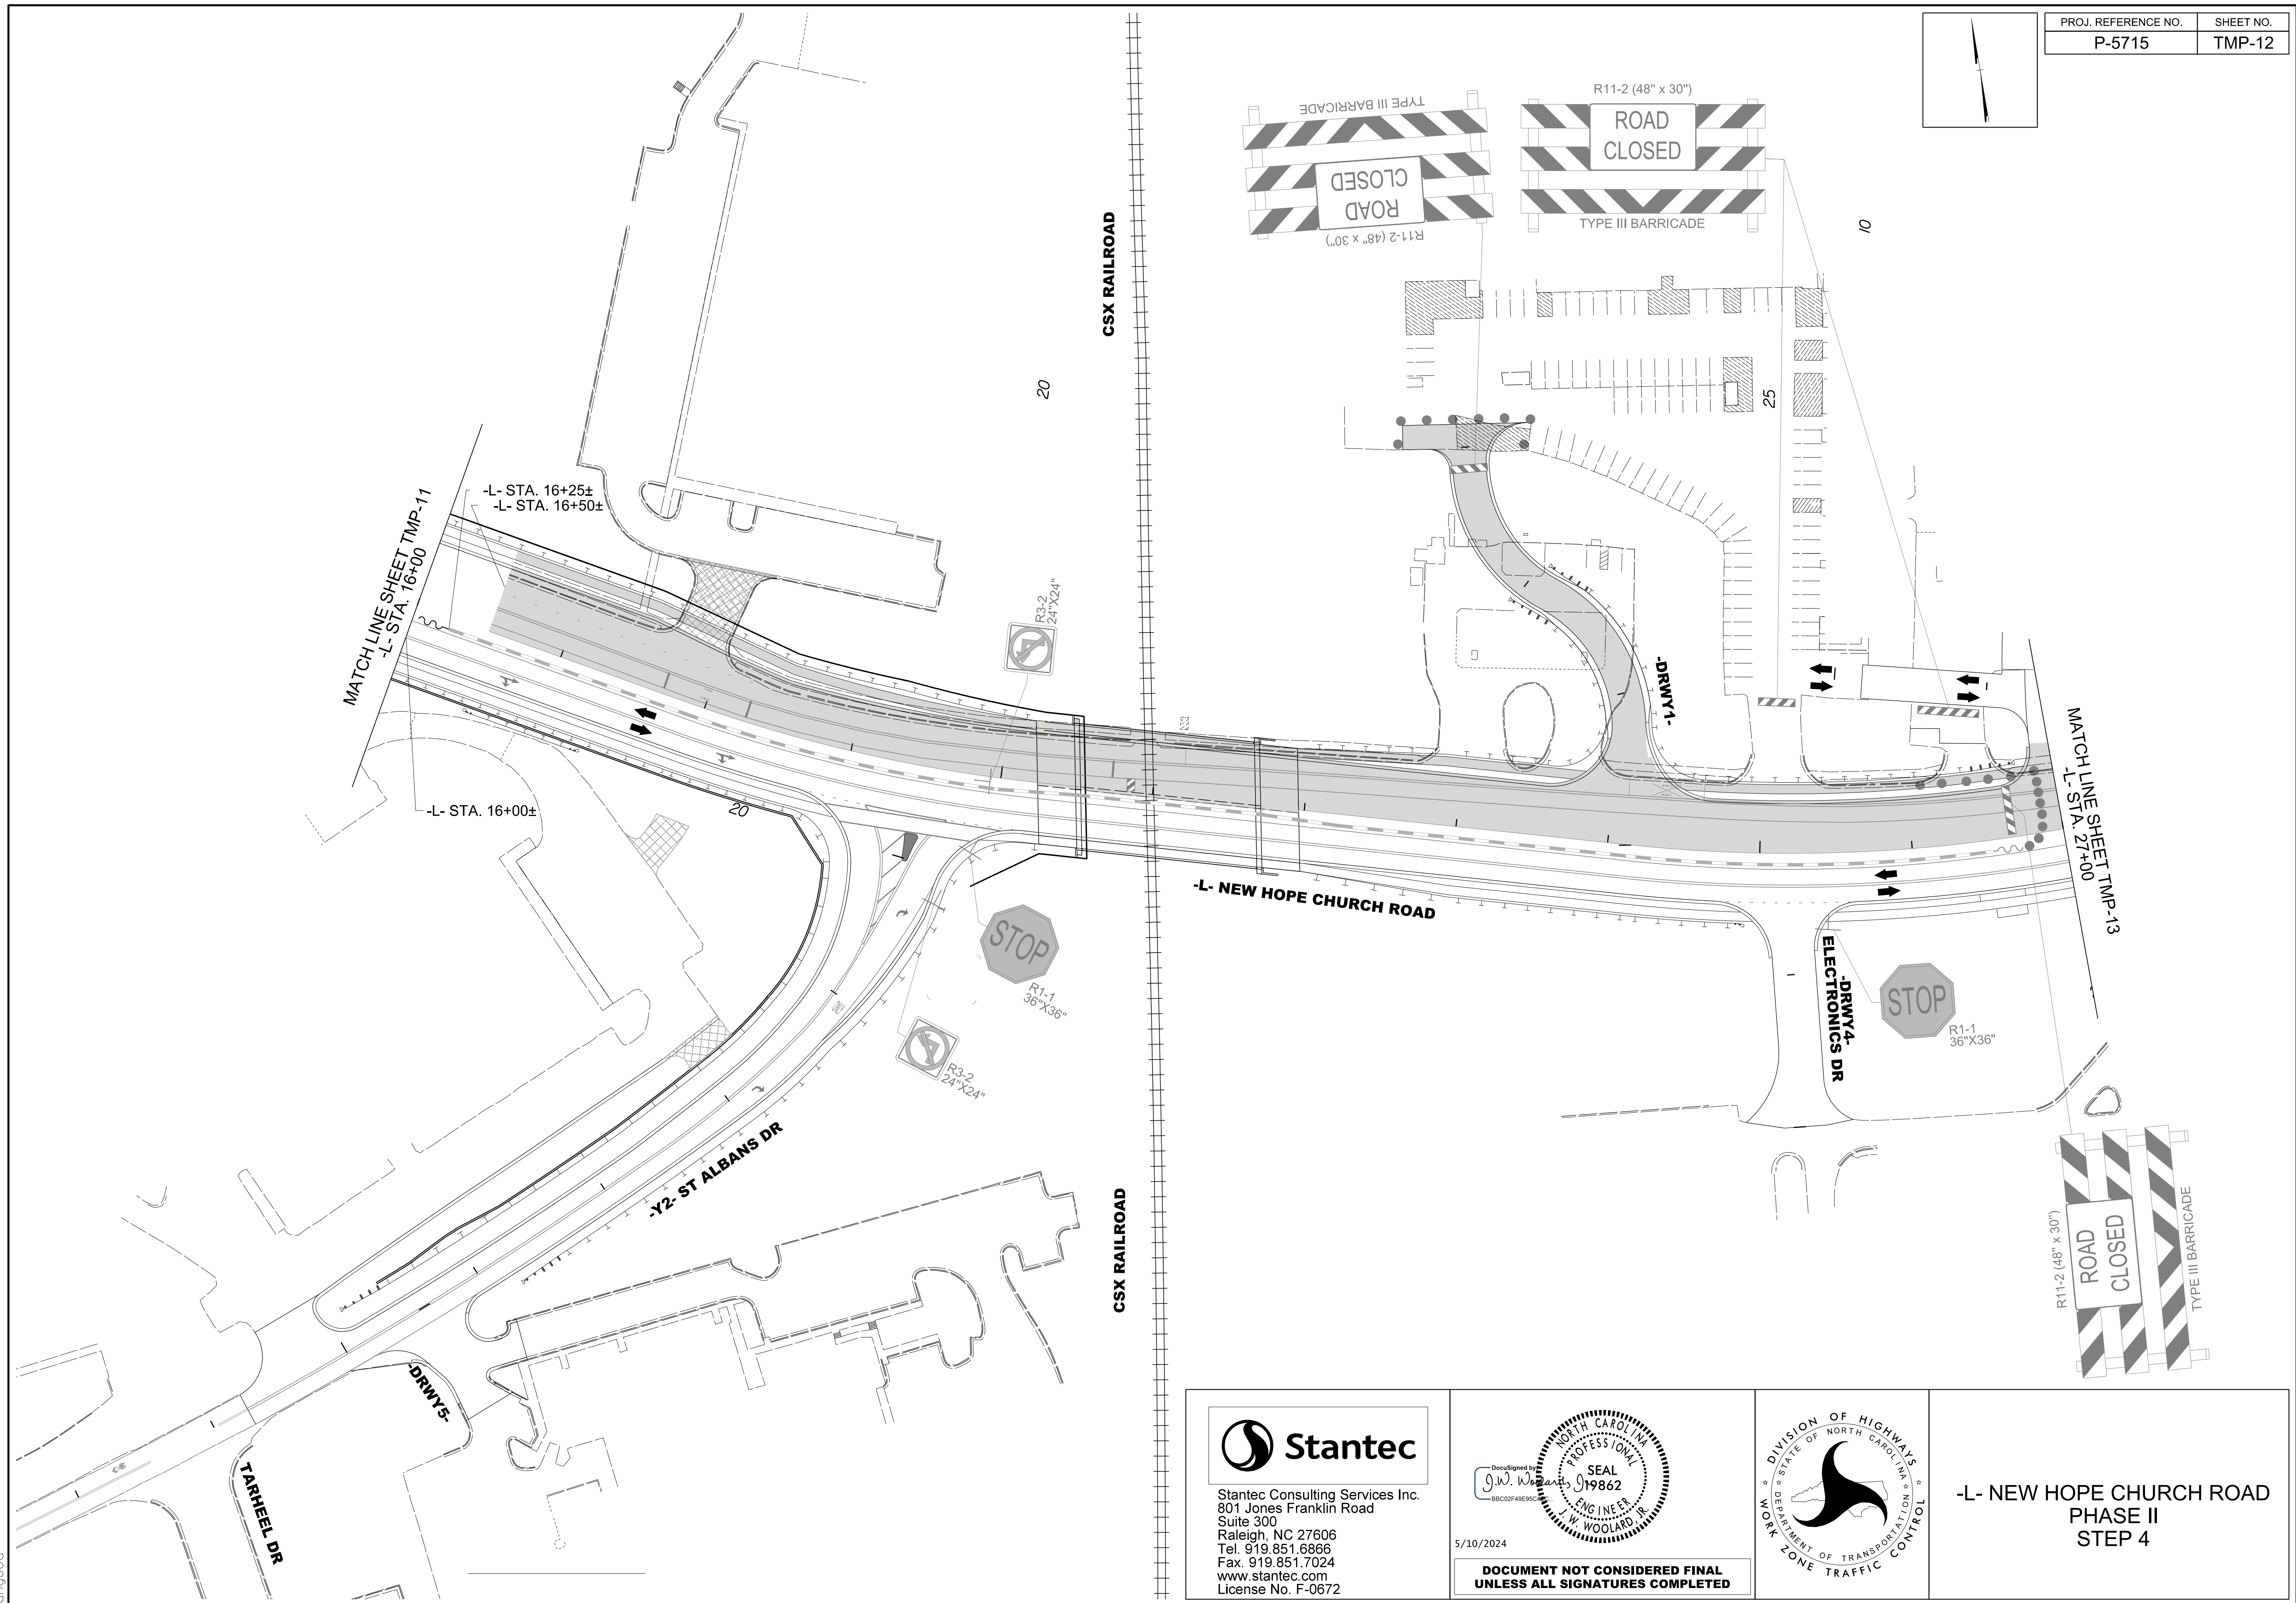 PROJ. REFERENCE NO.
SHEET NO.
P-5715
TMP-12
TYPE III BARRICADE
ROAD
CLOSED
R11-2 (48" x 30")
R11-2 (48" x 30")
ROAD
CLOSED
TYPE III BARRICADE
CSX RAILROAD
10
20
25
MATCH LINE SHEET TMP-11
-L- STA. 16+00
-L- STA. 16+25±
-L- STA. 16+50±
-L- STA. 16+00±
R3-2
24"X24"
-DRWY1-
20
MATCH LINE SHEET TMP-13
-L- STA. 27+00
-L- NEW HOPE CHURCH ROAD
STOP
R1-1
36"X36"
R3-2
24"X24"
-DRWY4-
ELECTRONICS DR
STOP
R1-1
36"X36"
-Y2- ST ALBANS DR
CSX RAILROAD
R11-2 (48" x 30")
ROAD
CLOSED
TYPE III BARRICADE
-DRWY5-
TARHEEL DR
Stantec
Stantec Consulting Services Inc.
801 Jones Franklin Road
Suite 300
Raleigh, NC 27606
Tel. 919.851.6866
Fax. 919.851.7024
www.stantec.com
License No. F-0672
DocuSigned by:
J.W. Woolard, Jr.
NORTH CAROLINA
PROFESSIONAL
SEAL
19862
ENGINEER
J. W. WOOLARD, JR.
5/10/2024
DOCUMENT NOT CONSIDERED FINAL
UNLESS ALL SIGNATURES COMPLETED
DIVISION OF HIGHWAYS
STATE OF NORTH CAROLINA
DEPARTMENT OF TRANSPORTATION
WORK ZONE TRAFFIC CONTROL
-L- NEW HOPE CHURCH ROAD
PHASE II
STEP 4